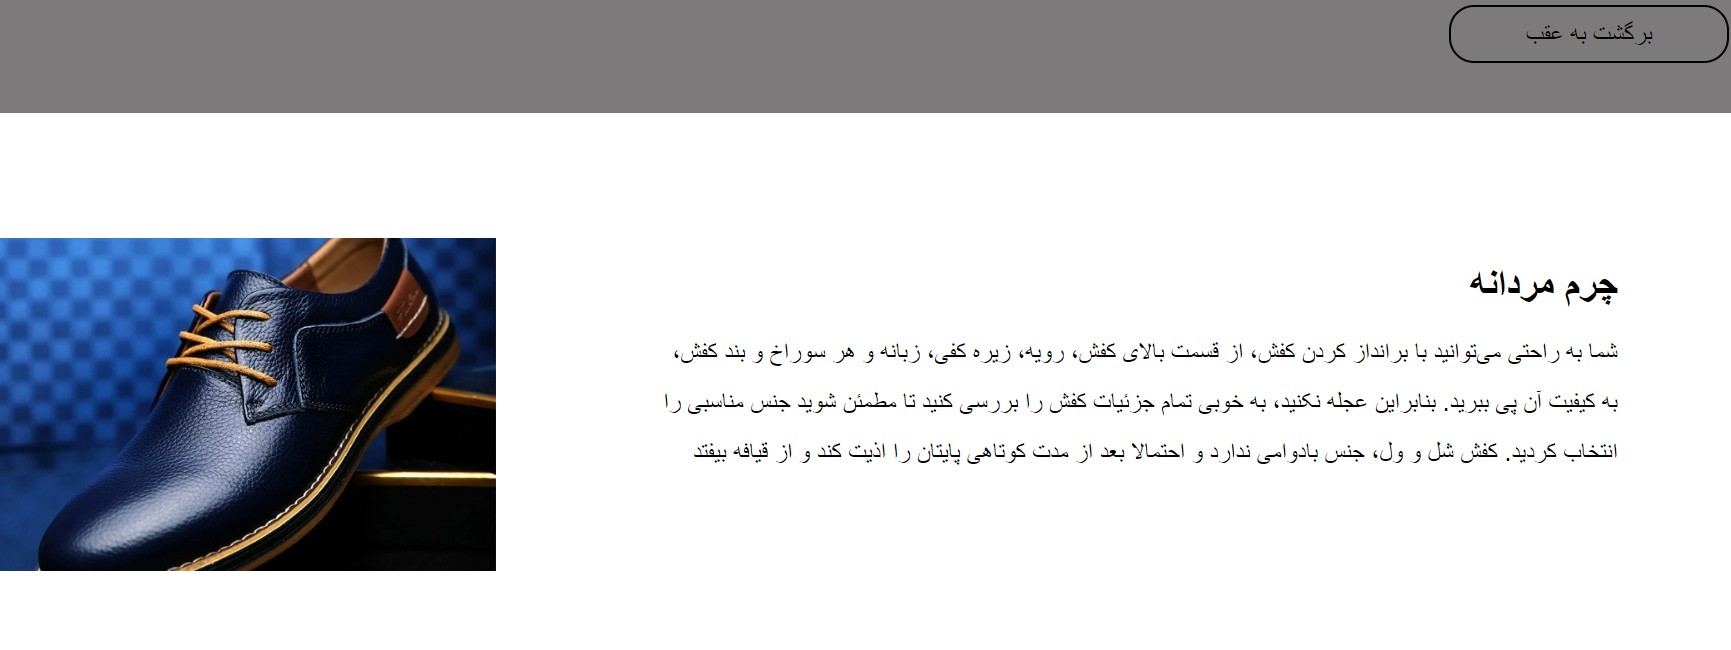 برگشت به عقب
چرم مردانه
شما به راحتی می‌توانید با برانداز کردن کفش، از قسمت بالای کفش، رویه، زیره کفی، زبانه و هر سوراخ و بند کفش،
به کیفیت آن پی ببرید. بنابراین عجله نکنید، به خوبی تمام جزئیات کفش را بررسی کنید تا مطمئن شوید جنس مناسبی را
انتخاب کردید. کفش شل و ول، جنس بادوامی ندارد و احتمالا بعد از مدت کوتاهی پایتان را اذیت کند و از قیافه بیفتد